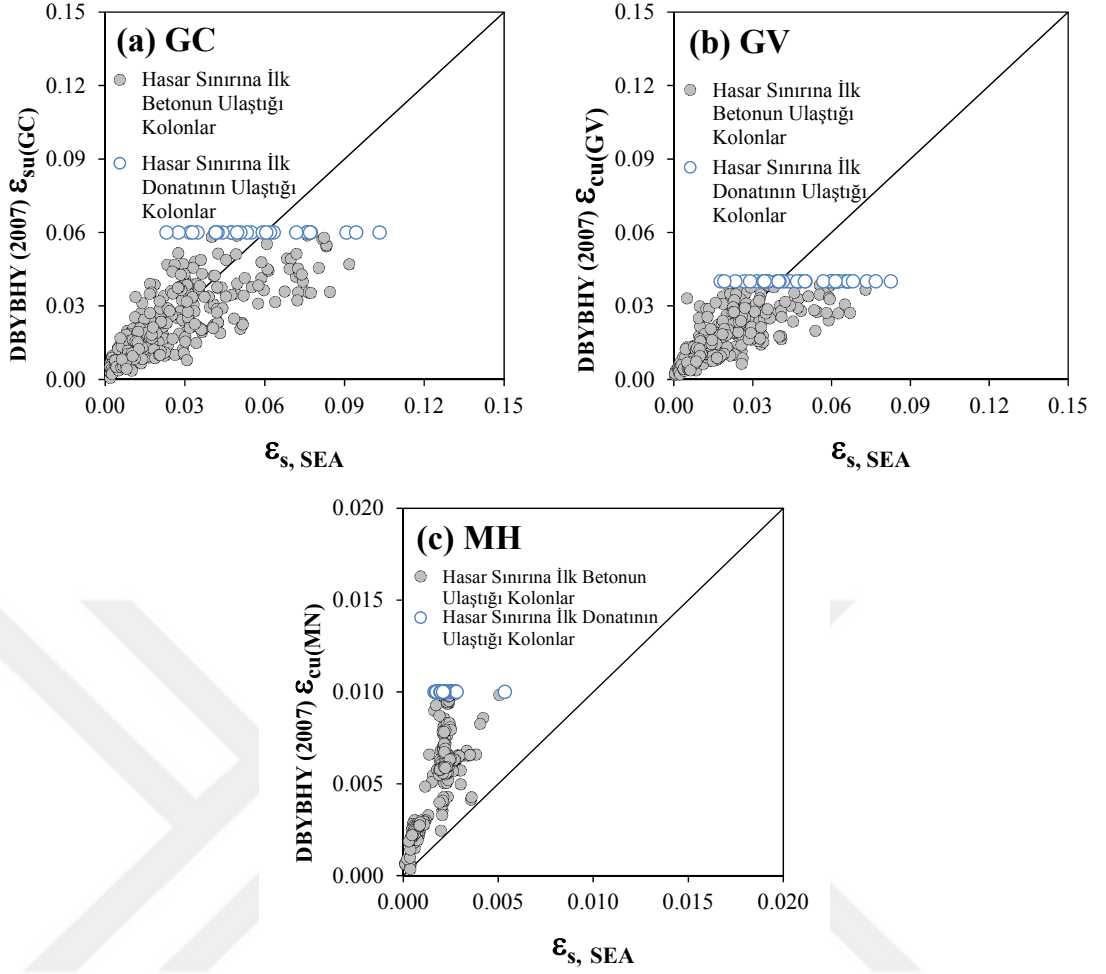 (a) GC
Hasar Sınırına İlk
Betonun Ulaştığı
Kolonlar
Hasar Sınırına İlk
Donatının Ulaştığı
Kolonlar
DBYBHY (2007) εsu(GC)
0.15
0.12
0.09
0.06
0.03
0.00
0.00 0.03 0.06 0.09 0.12 0.15
εs, SEA
(b) GV
Hasar Sınırına İlk
Betonun Ulaştığı
Kolonlar
Hasar Sınırına İlk
Donatının Ulaştığı
Kolonlar
DBYBHY (2007) εcu(GV)
0.15
0.12
0.09
0.06
0.03
0.00
0.00 0.03 0.06 0.09 0.12 0.15
εs, SEA
(c) MH
Hasar Sınırına İlk Betonun
Ulaştığı Kolonlar
Hasar Sınırına İlk Donatının
Ulaştığı Kolonlar
DBYBHY (2007) εcu(MN)
0.020
0.015
0.010
0.005
0.000
0.000 0.005 0.010 0.015 0.020
εs, SEA